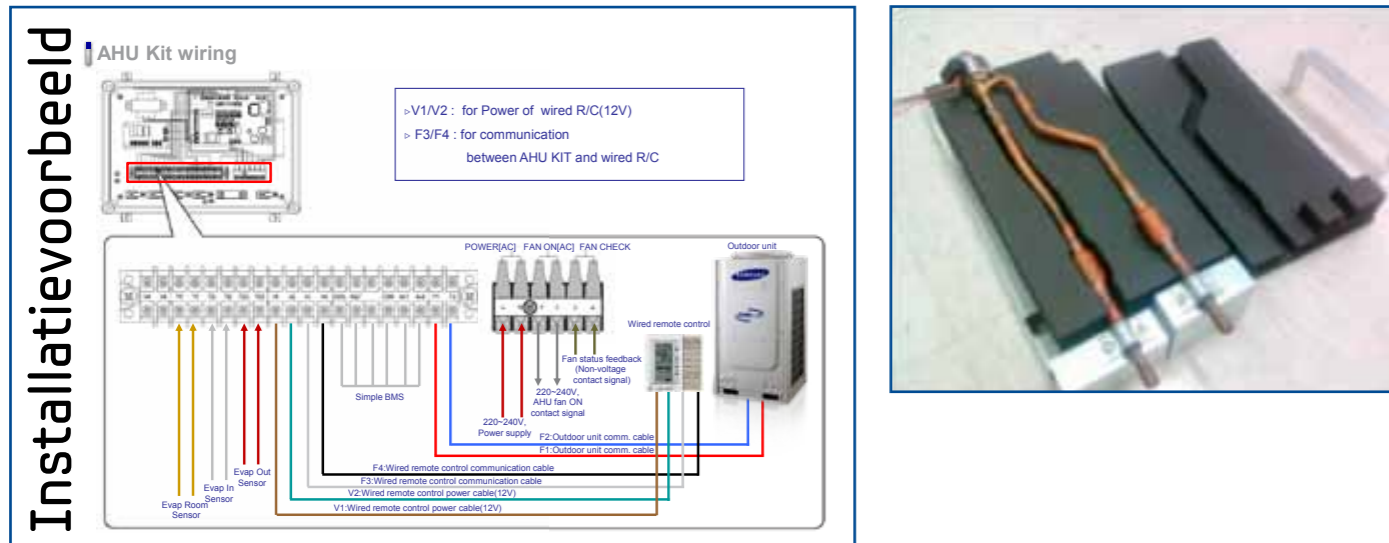 Installatievoorbeeld
AHU Kit wiring
▹V1/V2 : for Power of wired R/C(12V)
▹ F3/F4 : for communication
between AHU KIT and wired R/C
POWER[AC] FAN ON[AC] FAN CHECK
Outdoor unit
SAMSUNG
Wired remote control
Fan status feedback
(Non-voltage
contact signal)
220~240V,
AHU fan ON
contact signal
220~240V,
Power supply
Simple BMS
F2:Outdoor unit comm. cable
F1:Outdoor unit comm. cable
F4:Wired remote control communication cable
F3:Wired remote control communication cable
V2:Wired remote control power cable(12V)
V1:Wired remote control power cable(12V)
Evap Out
Sensor
Evap In
Sensor
Evap Room
Sensor